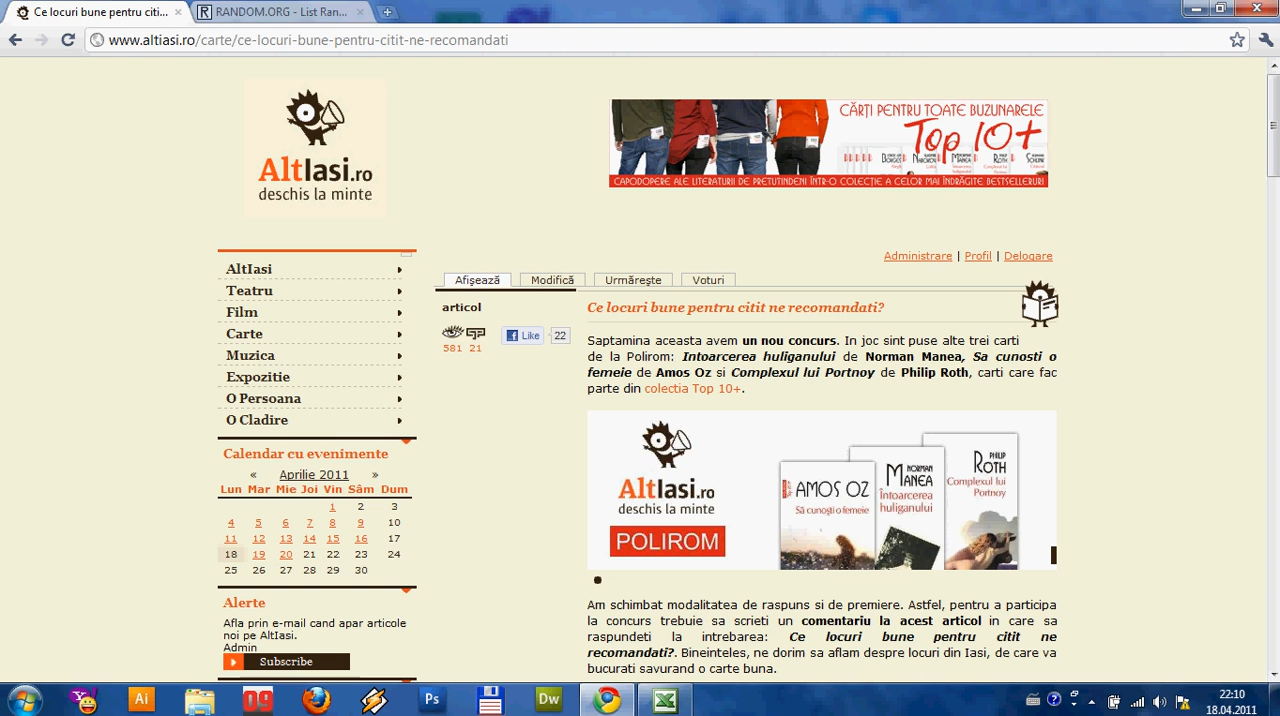 Ce locuri bune pentru citi...
RANDOM.ORG - List Ran...
www.altiasi.ro/carte/ce-locuri-bune-pentru-citit-ne-recomandati
AltIasi.ro
deschis la minte
CĂRȚI PENTRU TOATE BUZUNARELE
Top 10+
CAPODOPERE ALE LITERATURII DE PRETUTINDENI ÎNTR-O COLECȚIE A CELOR MAI ÎNDRĂGITE BESTSELLERURI
Administrare | Profil | Delogare
Afişează Modifică Urmăreşte Voturi
AltIasi
Teatru
Film
Carte
Muzica
Expozitie
O Persoana
O Cladire
Calendar cu evenimente
« Aprilie 2011 »
Lun Mar Mie Joi Vin Sâm Dum
1 2 3
4 5 6 7 8 9 10
11 12 13 14 15 16 17
18 19 20 21 22 23 24
25 26 27 28 29 30
Alerte
Afla prin e-mail cand apar articole
noi pe AltIasi.
Admin
Subscribe
articol
581 21
Like 22
Ce locuri bune pentru citit ne recomandati?
Saptamina aceasta avem un nou concurs. In joc sint puse alte trei carti
de la Polirom: Intoarcerea huliganului de Norman Manea, Sa cunosti o
femeie de Amos Oz si Complexul lui Portnoy de Philip Roth, carti care fac
parte din colectia Top 10+.
AltIasi.ro
deschis la minte
POLIROM
AMOS OZ
Să cunoşti o femeie
NORMAN
MANEA
Întoarcerea
huliganului
PHILIP
ROTH
Complexul lui
Portnoy
Am schimbat modalitatea de raspuns si de premiere. Astfel, pentru a participa
la concurs trebuie sa scrieti un comentariu la acest articol in care sa
raspundeti la intrebarea: Ce locuri bune pentru citit ne
recomandati?. Bineinteles, ne dorim sa aflam despre locuri din Iasi, de care va
bucurati savurand o carte buna.
Ai
09
Ps
Dw
22:10
18.04.2011